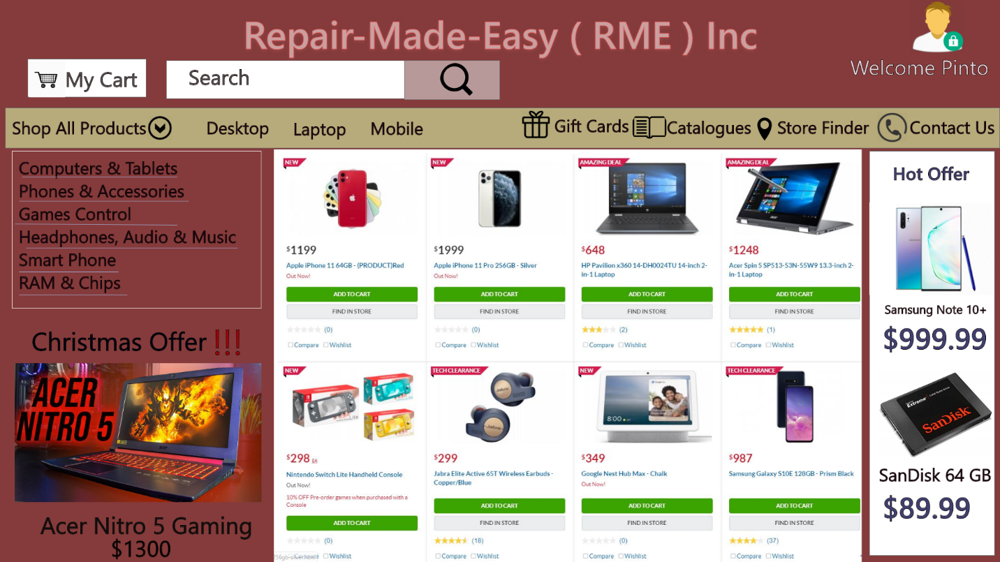 Repair-Made-Easy ( RME ) Inc
Welcome Pinto
My Cart
Search
Shop All Products
Desktop
Laptop
Mobile
Gift Cards
Catalogues
Store Finder
Contact Us
Computers & Tablets
Phones & Accessories
Games Control
Headphones, Audio & Music
Smart Phone
RAM & Chips
Christmas Offer !!!
ACER
NITRO 5
Acer Nitro 5 Gaming
$1300
NEW
$1199
Apple iPhone 11 64GB - (PRODUCT)Red
Out Now!
ADD TO CART
FIND IN STORE
(0)
Compare Wishlist
NEW
$1999
Apple iPhone 11 Pro 256GB - Silver
Out Now!
ADD TO CART
FIND IN STORE
(0)
Compare Wishlist
AMAZING DEAL
$648
HP Pavilion x360 14-DH0024TU 14-inch 2-
in-1 Laptop
ADD TO CART
FIND IN STORE
(2)
Compare Wishlist
AMAZING DEAL
$1248
Acer Spin 5 SP513-53N-55W9 13.3-inch 2-
in-1 Laptop
ADD TO CART
FIND IN STORE
(1)
Compare Wishlist
NEW
$298 EA
Nintendo Switch Lite Handheld Console
Out Now!
10% OFF Pre-order games when purchased with a
Console
ADD TO CART
(0)
Compare Wishlist
TECH CLEARANCE
Jabra
Jabra
$299
Jabra Elite Active 65T Wireless Earbuds -
Copper/Blue
ADD TO CART
FIND IN STORE
(18)
Compare Wishlist
NEW
8:00
$349
Google Nest Hub Max - Chalk
Out Now!
ADD TO CART
FIND IN STORE
(0)
Compare Wishlist
TECH CLEARANCE
$987
Samsung Galaxy S10E 128GB - Prism Black
ADD TO CART
FIND IN STORE
(37)
Compare Wishlist
Hot Offer
Samsung Note 10+
$999.99
Extreme
SanDisk
SanDisk 64 GB
$89.99